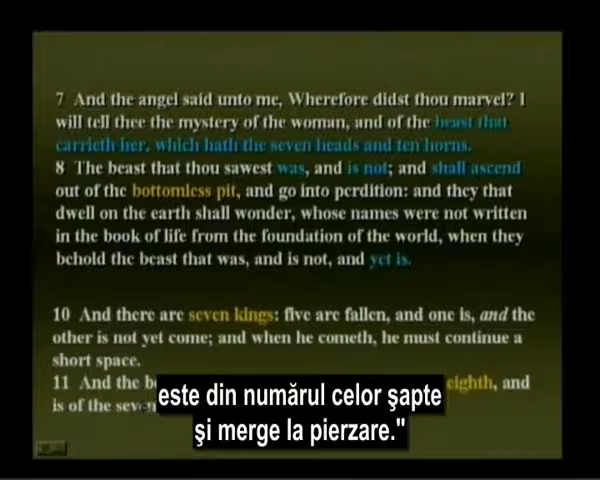 7 And the angel said unto me, Wherefore didst thou marvel? I
will tell thee the mystery of the woman, and of the beast that
carrieth her, which hath the seven heads and ten horns.
8 The beast that thou sawest was, and is not; and shall ascend
out of the bottomless pit, and go into perdition: and they that
dwell on the earth shall wonder, whose names were not written
in the book of life from the foundation of the world, when they
behold the beast that was, and is not, and yet is.
10 And there are seven kings: five are fallen, and one is, and the
other is not yet come; and when he cometh, he must continue a
short space.
11 And the b eighth, and
is of the seven
este din numărul celor şapte
şi merge la pierzare."